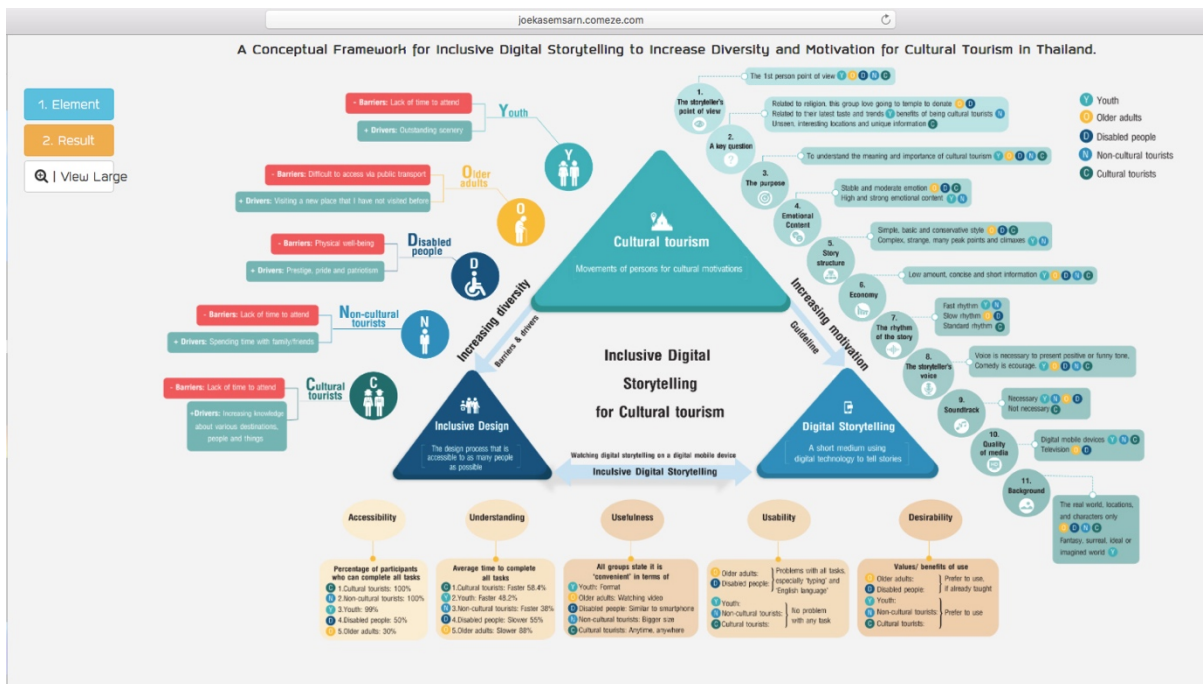 joekasemsarn.comeze.com
A Conceptual Framework for Inclusive Digital Storytelling to Increase Diversity and Motivation for Cultural Tourism in Thailand.
1. Element
2. Result
| View Large
- Barriers: Lack of time to attend
+ Drivers: Outstanding scenery
Youth
Y
- Barriers: Difficult to access via public transport
+ Drivers: Visiting a new place that I have not visited before
Older
adults
O
- Barriers: Physical well-being
+ Drivers: Prestige, pride and patriotism
Disabled
people
D
- Barriers: Lack of time to attend
+ Drivers: Spending time with family/friends
Non-cultural
tourists
N
- Barriers: Lack of time to attend
+Drivers: Increasing knowledge
about various destinations,
people and things
Cultural
tourists
C
Cultural tourism
Movements of persons for cultural motivations
Increasing diversity
Barriers & drivers
Increasing motivation
Guideline
Inclusive Digital
Storytelling
for Cultural tourism
Inclusive Design
The design process that is
accessible to as many people
as possible
Digital Storytelling
A short medium using
digital technology to tell stories
Watching digital storytelling on a digital mobile device
Inculsive Digital Storytelling
1.
The storyteller's
point of view
The 1st person point of view Y O D N C
2.
A key question
?
Related to religion, this group love going to temple to donate O D
Related to their latest taste and trends Y benefits of being cultural tourists N
Unseen, interesting locations and unique information C
3.
The purpose
To understand the meaning and importance of cultural tourism Y O D N C
4.
Emotional
Content
Stable and moderate emotion O D C
High and strong emotional content Y N
5.
Story
structure
Simple, basic and conservative style O D C
Complex, strange, many peak points and climaxes Y N
6.
Economy
Low amount, concise and short information Y O D N C
7.
The rhythm
of the story
Fast rhythm Y N
Slow rhythm O D
Standard rhythm C
8.
The storyteller's
voice
Voice is necessary to present positive or funny tone,
Comedy is ecourage. Y O D N C
9.
Soundtrack
Necessary Y N O D
Not necessary C
10.
Quality
of media
Digital mobile devices Y N C
Television O D
11.
Background
The real world, locations,
and characters only
O D N C
Fantasy, surreal, ideal or
imagined world Y
Y Youth
O Older adults
D Disabled people
N Non-cultural tourists
C Cultural tourists
Accessibility
Percentage of participants
who can complete all tasks
C 1.Cultural tourists: 100%
N 2.Non-cultural tourists: 100%
Y 3.Youth: 99%
D 4.Disabled people: 50%
O 5.Older adults: 30%
Understanding
Average time to complete
all tasks
C 1.Cultural tourists: Faster 58.4%
Y 2.Youth: Faster 48.2%
N 3.Non-cultural tourists: Faster 38%
D 4.Disabled people: Slower 55%
O 5.Older adults: Slower 88%
Usefulness
All groups state it is
'convenient' in terms of
Y Youth: Format
O Older adults: Watching video
D Disabled people: Similar to smartphone
N Non-cultural tourists: Bigger size
C Cultural tourists: Anytime, anywhere
Usability
O Older adults:
D Disabled people:
Problems with all tasks,
especially 'typing' and
'English language'
Y Youth:
N Non-cultural tourists:
C Cultural tourists:
No problem
with any task
Desirability
Values/ benefits of use
O Older adults:
D Disabled people:
Prefer to use,
if already taught
Y Youth:
N Non-cultural tourists:
C Cultural tourists:
Prefer to use